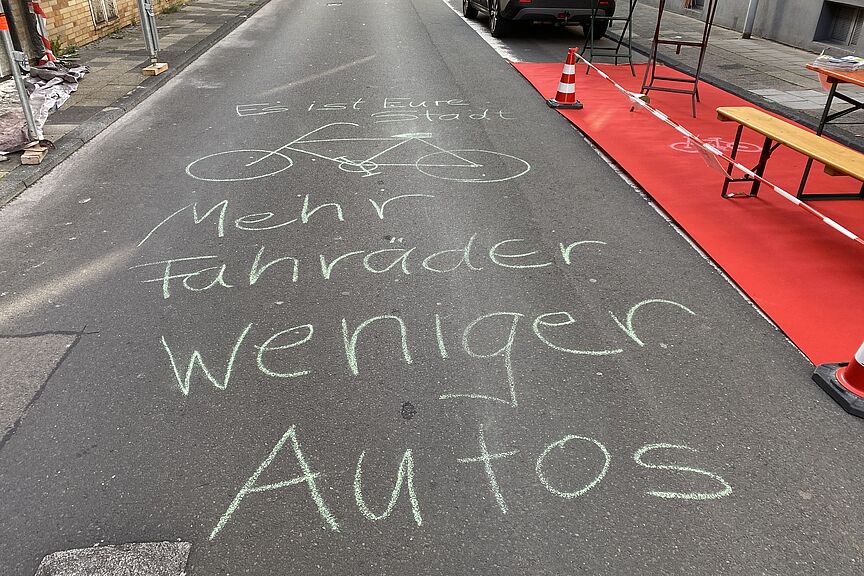 Es ist Eure
Stadt
Mehr
Fahräder
weniger
Autos